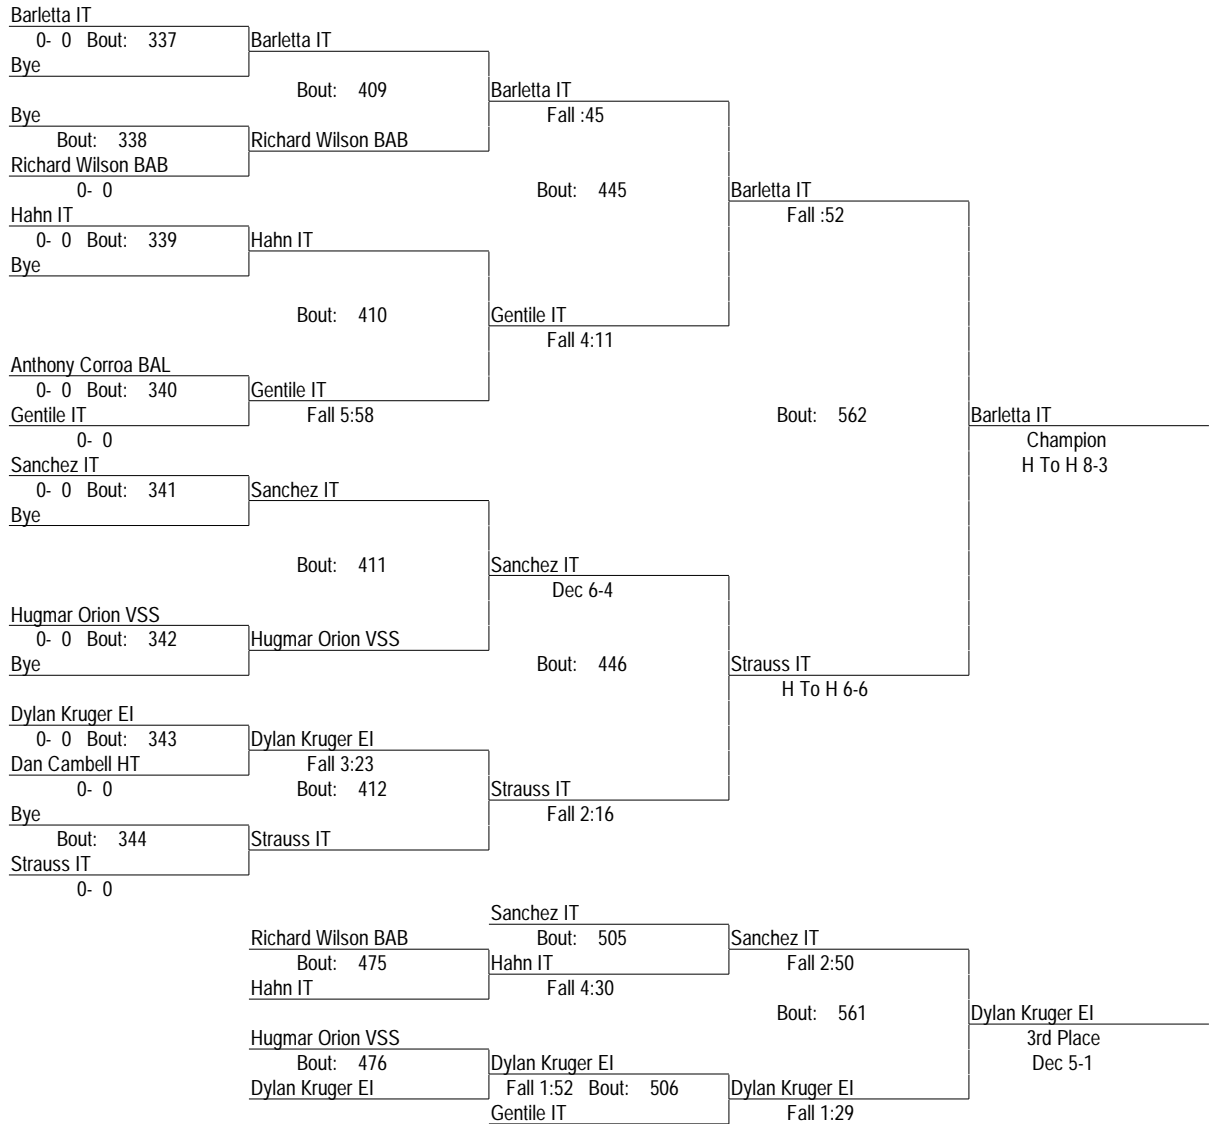 Barletta IT
0- 0 Bout: 337 Barletta IT
Bye
Bout: 409 Barletta IT
Bye Fall :45
Bout: 338 Richard Wilson BAB
Richard Wilson BAB
0- 0 Bout: 445 Barletta IT
Hahn IT Fall :52
0- 0 Bout: 339 Hahn IT
Bye
Bout: 410 Gentile IT
Fall 4:11
Anthony Corroa BAL
0- 0 Bout: 340 Gentile IT
Gentile IT Fall 5:58 Bout: 562 Barletta IT
0- 0 Champion
Sanchez IT H To H 8-3
0- 0 Bout: 341 Sanchez IT
Bye
Bout: 411 Sanchez IT
Dec 6-4
Hugmar Orion VSS
0- 0 Bout: 342 Hugmar Orion VSS
Bye Bout: 446 Strauss IT
H To H 6-6
Dylan Kruger EI
0- 0 Bout: 343 Dylan Kruger EI
Dan Cambell HT Fall 3:23
0- 0 Bout: 412 Strauss IT
Bye Fall 2:16
Bout: 344 Strauss IT
Strauss IT
0- 0
Sanchez IT
Richard Wilson BAB Bout: 505 Sanchez IT
Bout: 475 Hahn IT Fall 2:50
Hahn IT Fall 4:30
Bout: 561 Dylan Kruger EI
Hugmar Orion VSS 3rd Place
Bout: 476 Dylan Kruger EI Dec 5-1
Dylan Kruger EI Fall 1:52 Bout: 506 Dylan Kruger EI
Gentile IT Fall 1:29